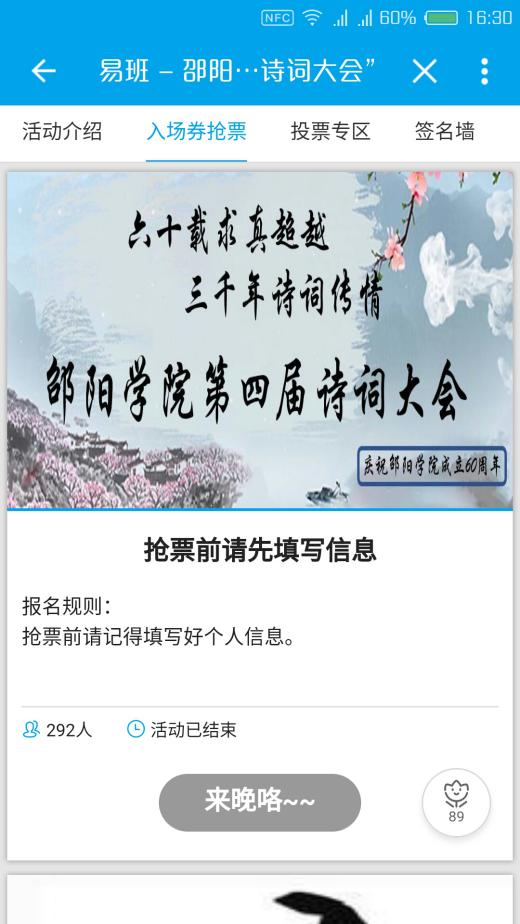 NFC 60% 16:30
易班 - 邵阳…诗词大会”
活动介绍 入场券抢票 投票专区 签名墙
六十载求真超越
三千年诗词传情
邵阳学院第四届诗词大会
庆祝邵阳学院成立60周年
抢票前请先填写信息
报名规则：
抢票前请记得填写好个人信息。
292人 活动已结束
来晚咯~~
89